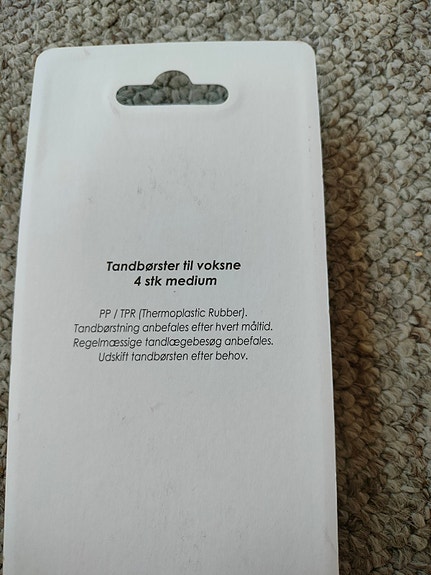 Tandbørster til voksne
4 stk medium
PP / TPR (Thermoplastic Rubber).
Tandbørstning anbefales efter hvert måltid.
Regelmæssige tandlægebesøg anbefales.
Udskift tandbørsten efter behov.